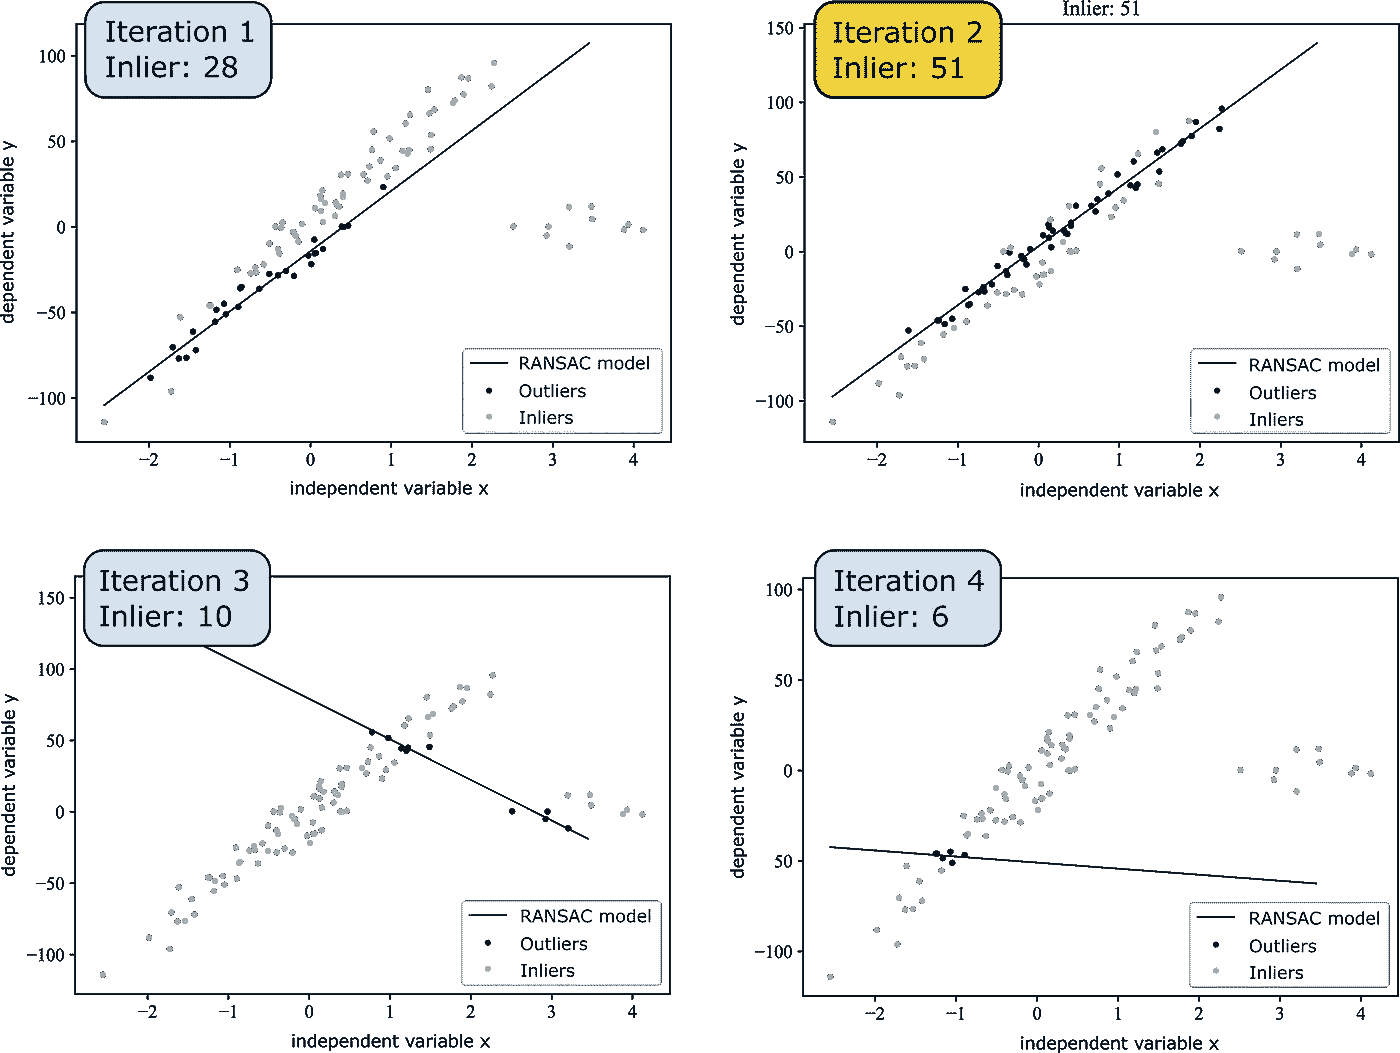 Iteration 1
Inlier: 28
100
50
0
−50
−100
dependent variable y
RANSAC model
Outliers
Inliers
−2 −1 0 1 2 3 4
independent variable x
Inlier: 51
Iteration 2
Inlier: 51
150
100
50
0
−50
−100
dependent variable y
RANSAC model
Outliers
Inliers
−2 −1 0 1 2 3 4
independent variable x
Iteration 3
Inlier: 10
150
100
50
0
−50
−100
dependent variable y
RANSAC model
Outliers
Inliers
−2 −1 0 1 2 3 4
independent variable x
Iteration 4
Inlier: 6
100
50
0
50
−100
dependent variable y
RANSAC model
Outliers
Inliers
−2 −1 0 1 2 3 4
independent variable x